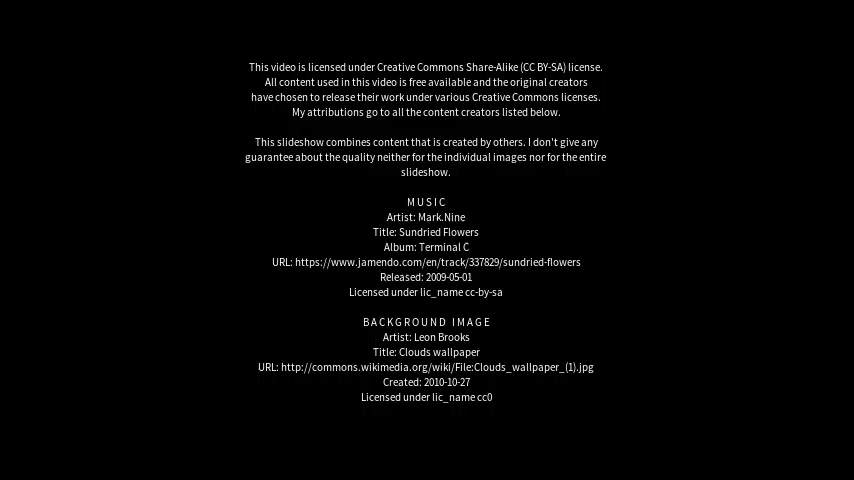 This video is licensed under Creative Commons Share-Alike (CC BY-SA) license.
All content used in this video is free available and the original creators
have chosen to release their work under various Creative Commons licenses.
My attributions go to all the content creators listed below.
This slideshow combines content that is created by others. I don't give any
guarantee about the quality neither for the individual images nor for the entire
slideshow.
MUSIC
Artist: Mark.Nine
Title: Sundried Flowers
Album: Terminal C
URL: https://www.jamendo.com/en/track/337829/sundried-flowers
Released: 2009-05-01
Licensed under lic_name cc-by-sa
BACKGROUND IMAGE
Artist: Leon Brooks
Title: Clouds wallpaper
URL: http://commons.wikimedia.org/wiki/File:Clouds_wallpaper_(1).jpg
Created: 2010-10-27
Licensed under lic_name cc0